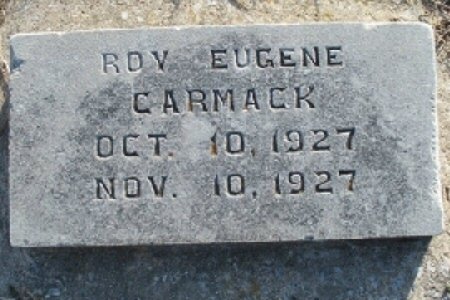 ROY EUGENE
CARMACK
OCT. 10, 1927
NOV. 10, 1927